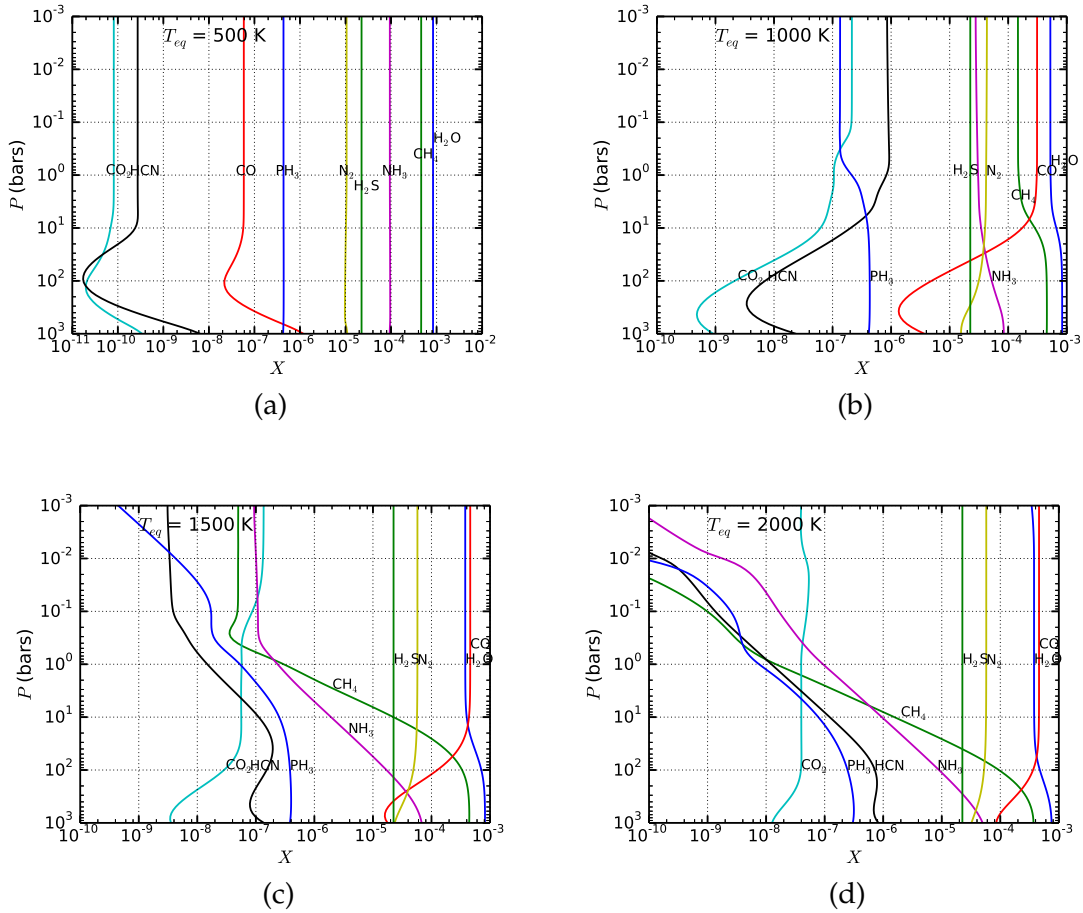 T_eq = 500 K
10^-3
10^-2
10^-1
10^0
10^1
10^2
10^3
P (bars)
CO2 HCN CO PH3 N2 H2S NH3 CH4 H2O
10^-11 10^-10 10^-9 10^-8 10^-7 10^-6 10^-5 10^-4 10^-3 10^-2
X
(a)
T_eq = 1000 K
10^-3
10^-2
10^-1
10^0
10^1
10^2
10^3
P (bars)
H2S N2 CO H2O
CH4
CO2 HCN PH3 NH3
10^-10 10^-9 10^-8 10^-7 10^-6 10^-5 10^-4 10^-3
X
(b)
T_eq = 1500 K
10^-3
10^-2
10^-1
10^0
10^1
10^2
10^3
P (bars)
CO
H2S N2 H2O
CH4
NH3
CO2 HCN PH3
10^-10 10^-9 10^-8 10^-7 10^-6 10^-5 10^-4 10^-3
X
(c)
T_eq = 2000 K
10^-3
10^-2
10^-1
10^0
10^1
10^2
10^3
P (bars)
CO
H2S N2 H2O
CH4
CO2 PH3 HCN NH3
10^-10 10^-9 10^-8 10^-7 10^-6 10^-5 10^-4 10^-3
X
(d)